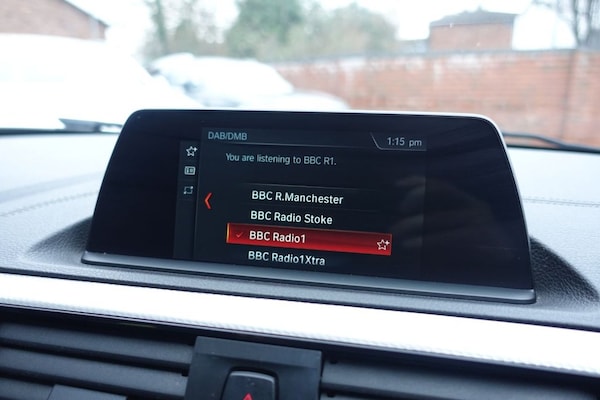 DAB/DMB 1:15 pm
You are listening to BBC R1.
BBC R.Manchester
BBC Radio Stoke
BBC Radio1
BBC Radio1Xtra